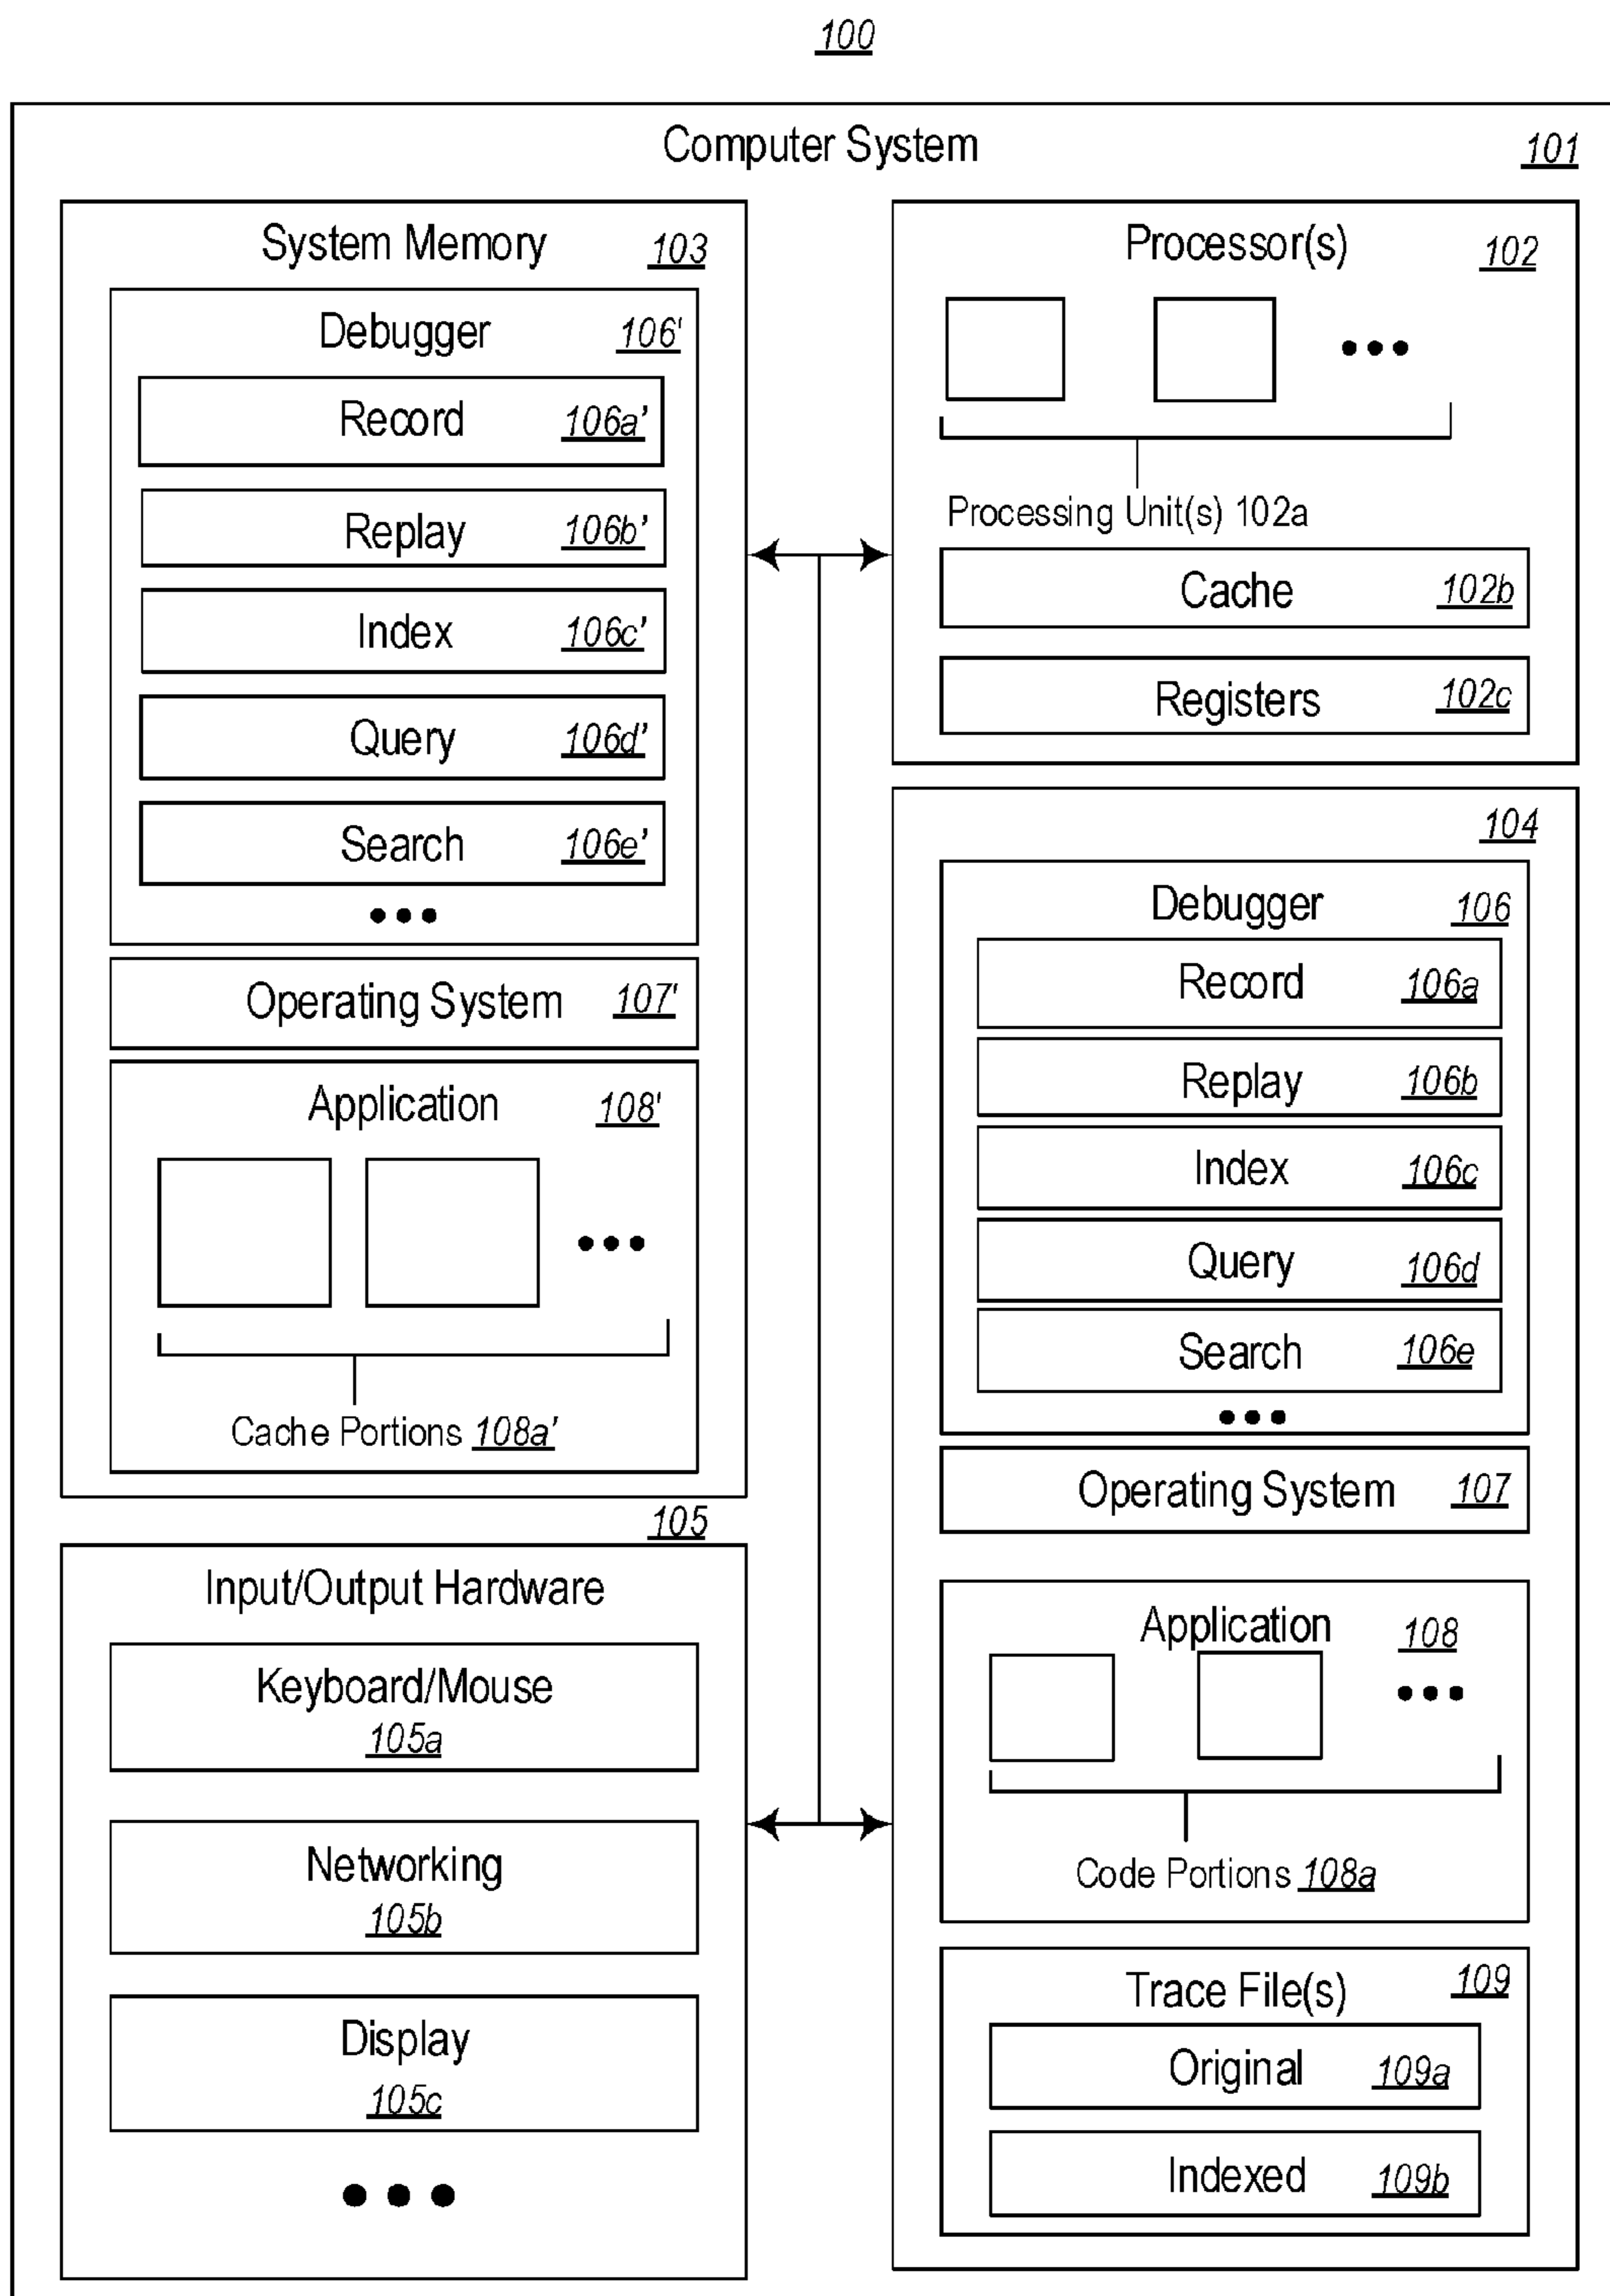 100
Computer System 101
System Memory 103
Debugger 106'
Record 106a'
Replay 106b'
Index 106c'
Query 106d'
Search 106e'
•••
Operating System 107'
Application 108'
•••
Cache Portions 108a'
105
Input/Output Hardware
Keyboard/Mouse
105a
Networking
105b
Display
105c
•••
Processor(s) 102
•••
Processing Unit(s) 102a
Cache 102b
Registers 102c
104
Debugger 106
Record 106a
Replay 106b
Index 106c
Query 106d
Search 106e
•••
Operating System 107
Application 108
•••
Code Portions 108a
Trace File(s) 109
Original 109a
Indexed 109b